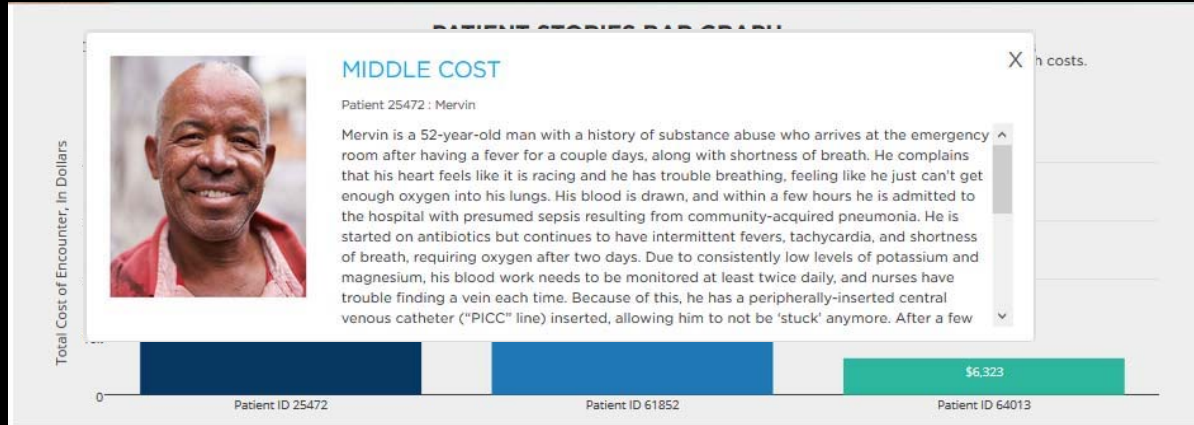 PATIENT STORIES BAR GRAPH
X
h costs.
MIDDLE COST
Patient 25472 : Mervin
Mervin is a 52-year-old man with a history of substance abuse who arrives at the emergency
room after having a fever for a couple days, along with shortness of breath. He complains
that his heart feels like it is racing and he has trouble breathing, feeling like he just can't get
enough oxygen into his lungs. His blood is drawn, and within a few hours he is admitted to
the hospital with presumed sepsis resulting from community-acquired pneumonia. He is
started on antibiotics but continues to have intermittent fevers, tachycardia, and shortness
of breath, requiring oxygen after two days. Due to consistently low levels of potassium and
magnesium, his blood work needs to be monitored at least twice daily, and nurses have
trouble finding a vein each time. Because of this, he has a peripherally-inserted central
venous catheter (“PICC” line) inserted, allowing him to not be ‘stuck’ anymore. After a few
Total Cost of Encounter, In Dollars
$6,323
0
Patient ID 25472
Patient ID 61852
Patient ID 64013